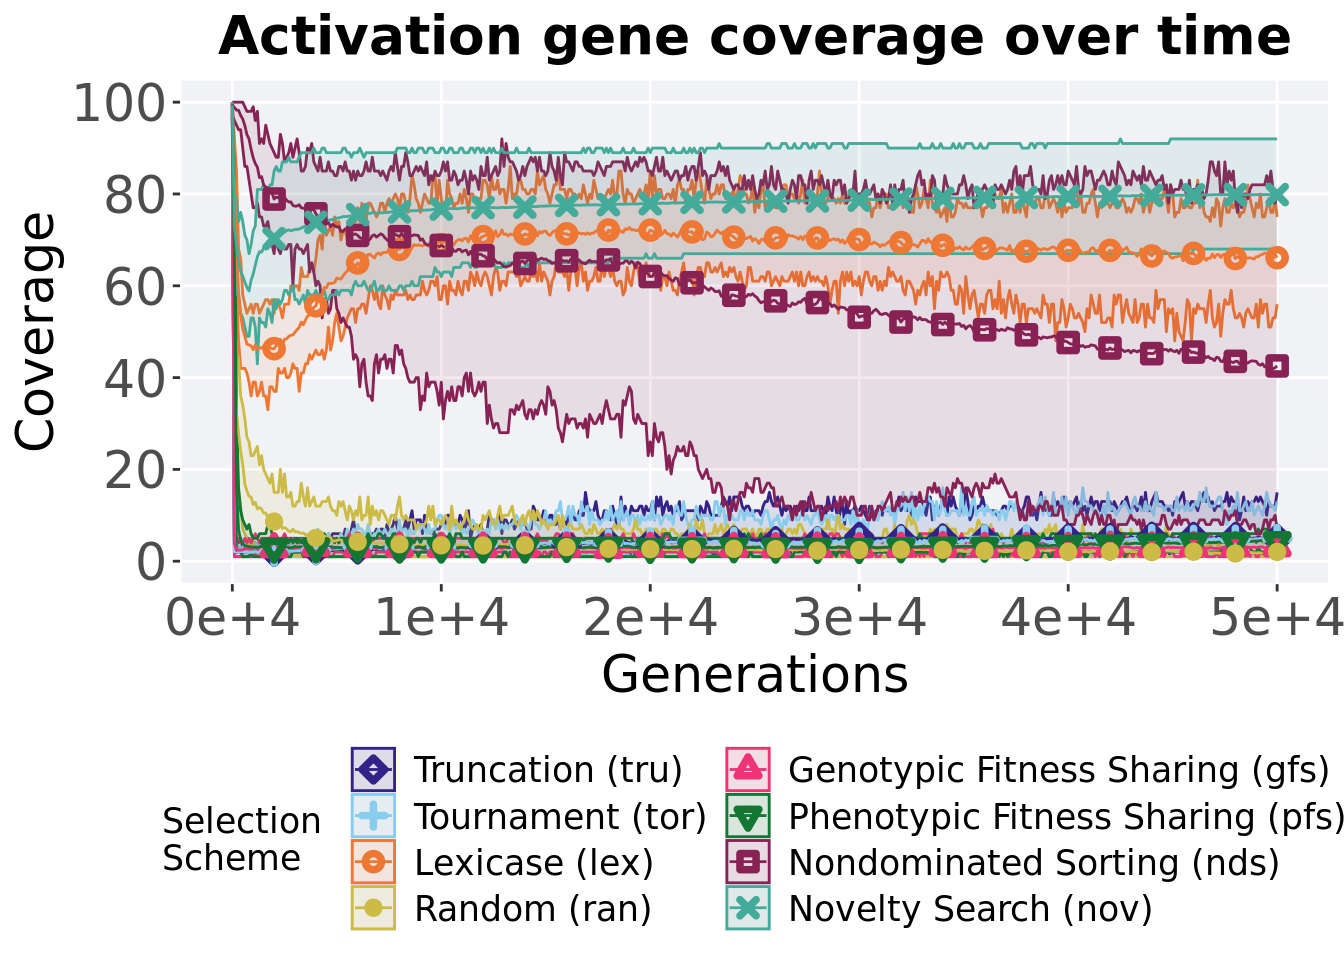 Activation gene coverage over time
Coverage
100
80
60
40
20
0
0e+4 1e+4 2e+4 3e+4 4e+4 5e+4
Generations
Selection
Scheme
Truncation (tru)
Tournament (tor)
Lexicase (lex)
Random (ran)
Genotypic Fitness Sharing (gfs)
Phenotypic Fitness Sharing (pfs)
Nondominated Sorting (nds)
Novelty Search (nov)